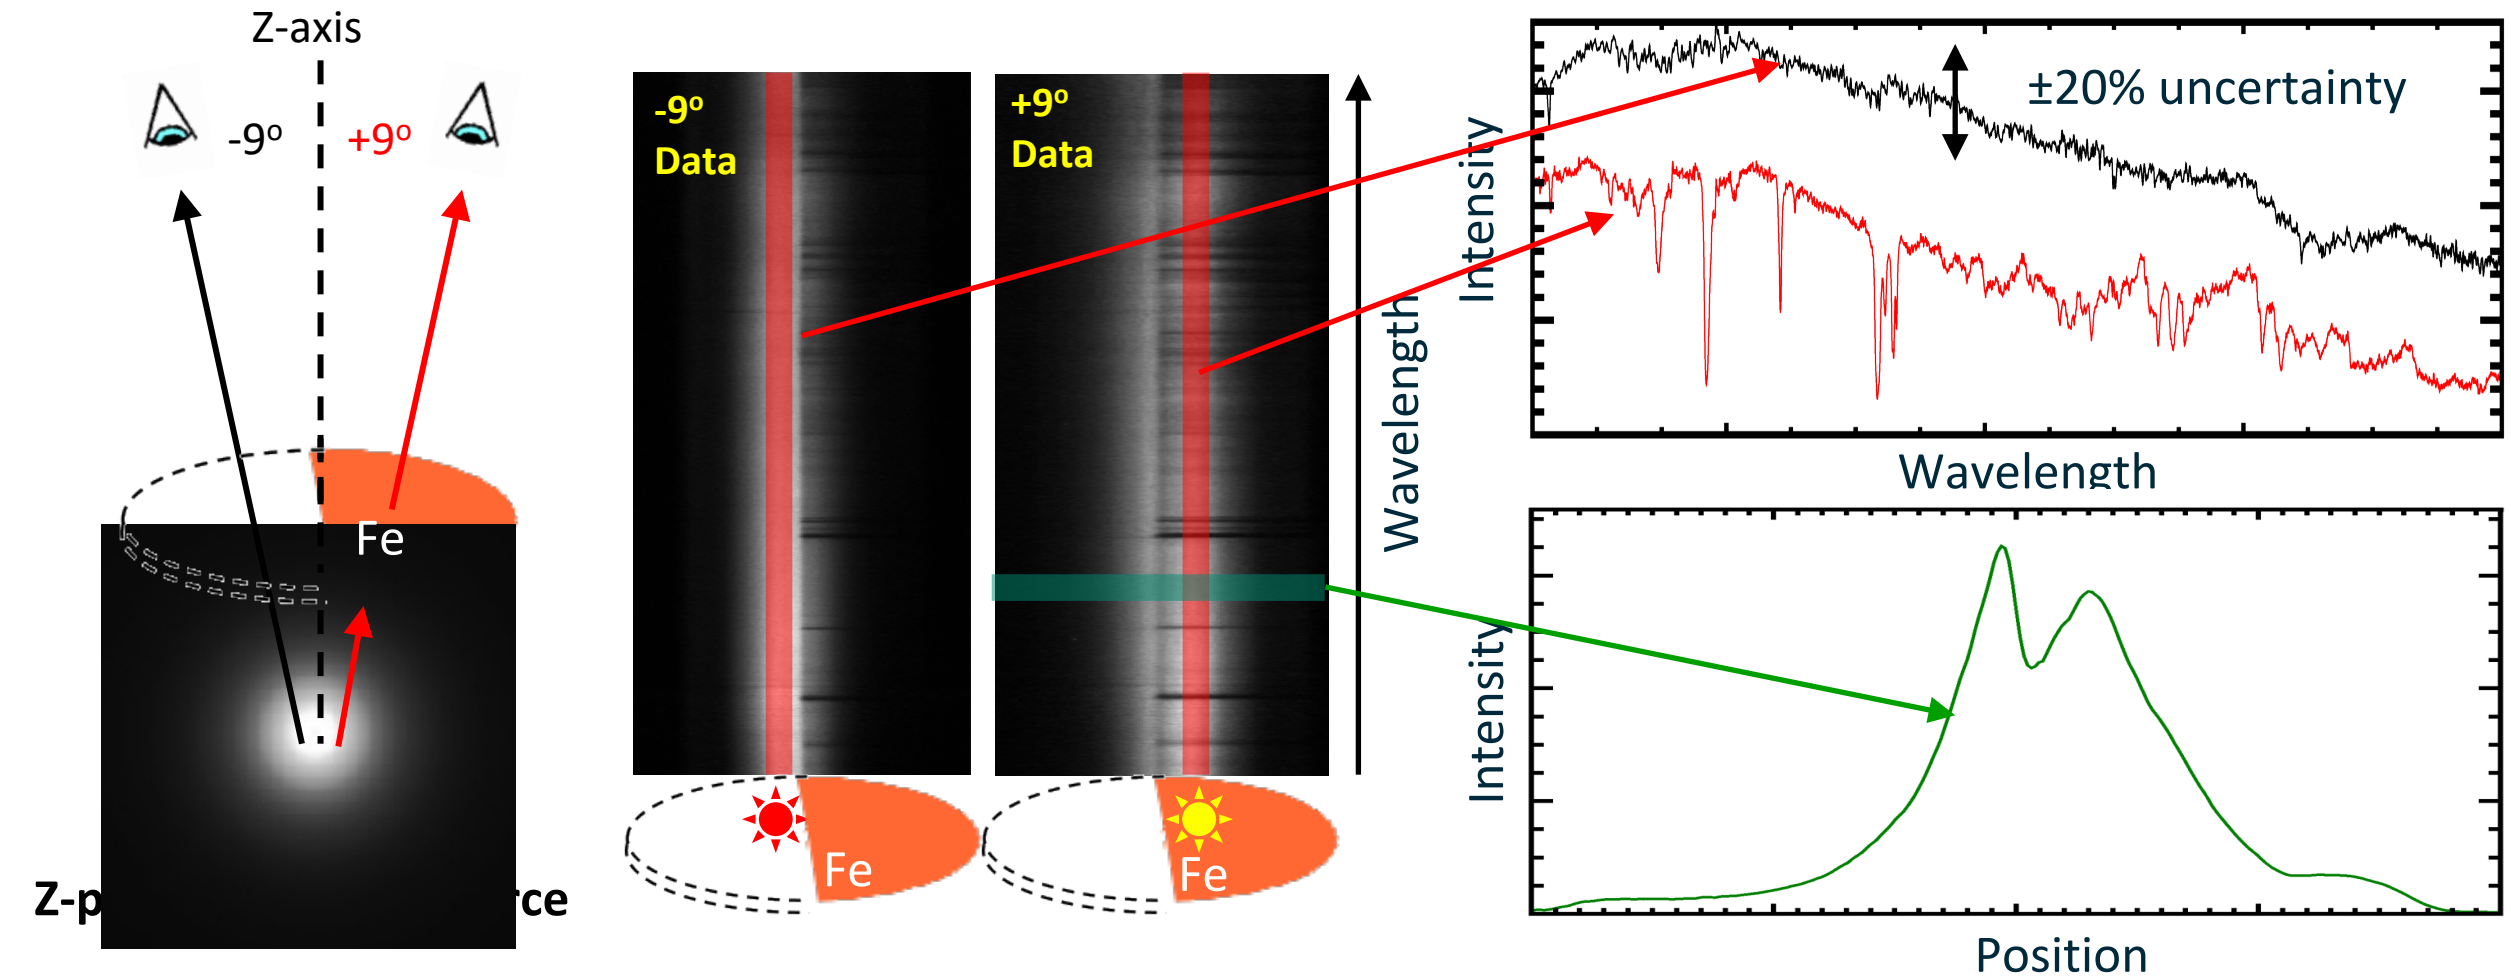 Z-axis
-9º
+9º
Fe
Z-p
rce
-9º
Data
+9º
Data
Wavelength
Fe
Fe
Intensity
±20% uncertainty
Wavelength
Intensity
Position